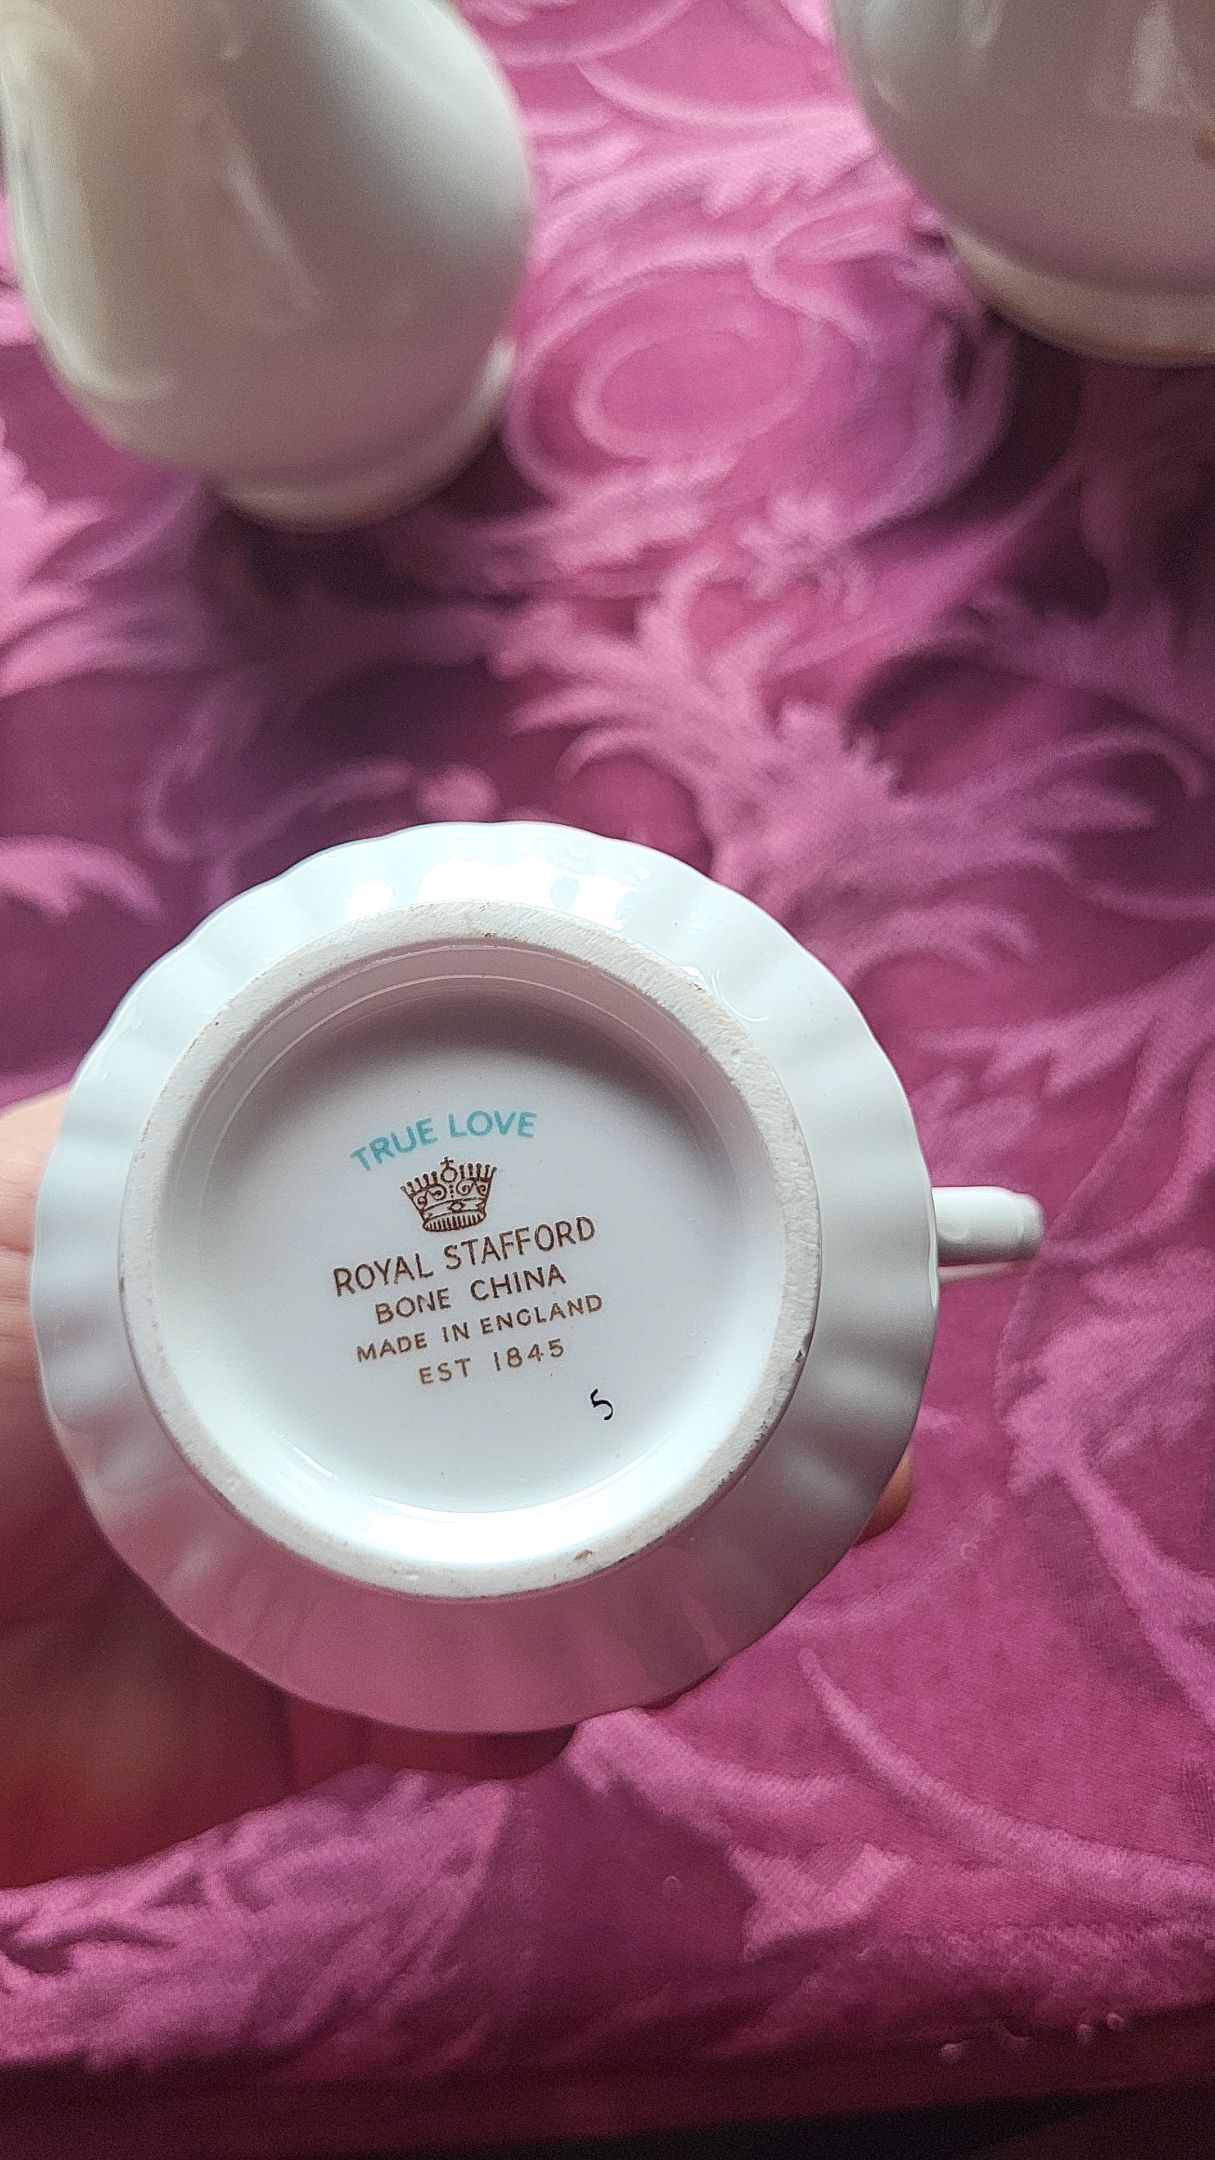 TRUE LOVE
ROYAL STAFFORD
BONE CHINA
MADE IN ENGLAND
EST 1845
5